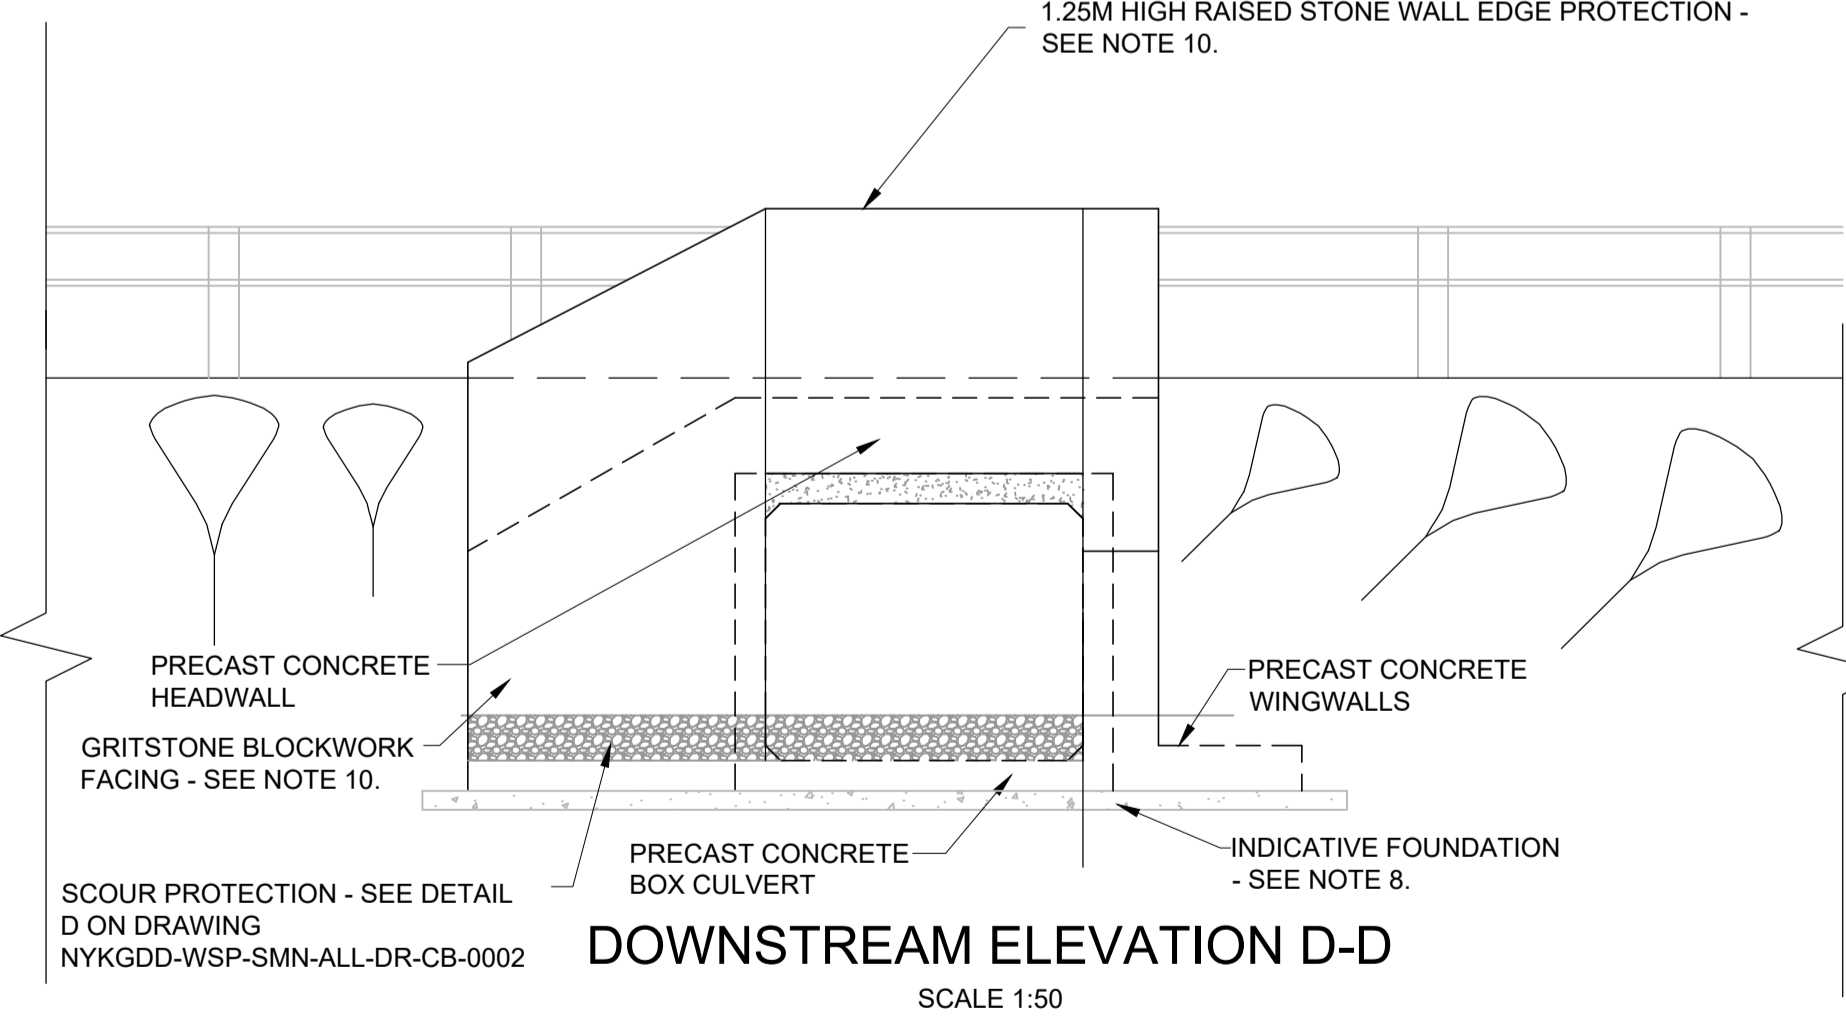 1.25M HIGH RAISED STONE WALL EDGE PROTECTION -
SEE NOTE 10.
PRECAST CONCRETE
HEADWALL
PRECAST CONCRETE
WINGWALLS
GRITSTONE BLOCKWORK
FACING - SEE NOTE 10.
PRECAST CONCRETE
BOX CULVERT
INDICATIVE FOUNDATION
- SEE NOTE 8.
SCOUR PROTECTION - SEE DETAIL
D ON DRAWING
NYKGDD-WSP-SMN-ALL-DR-CB-0002
DOWNSTREAM ELEVATION D-D
SCALE 1:50